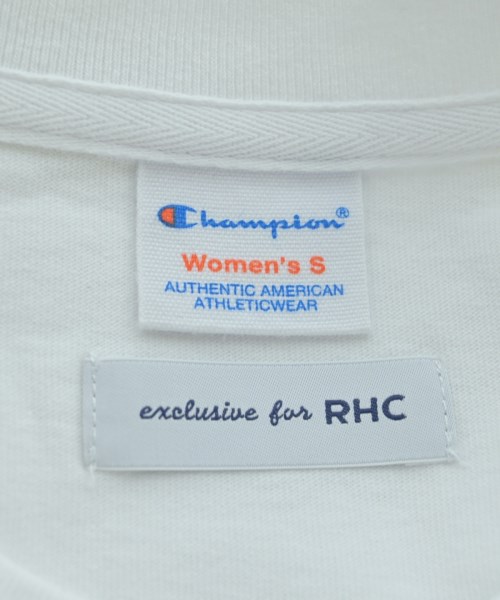 Champion®
Women's S
AUTHENTIC AMERICAN
ATHLETICWEAR
exclusive for RHC